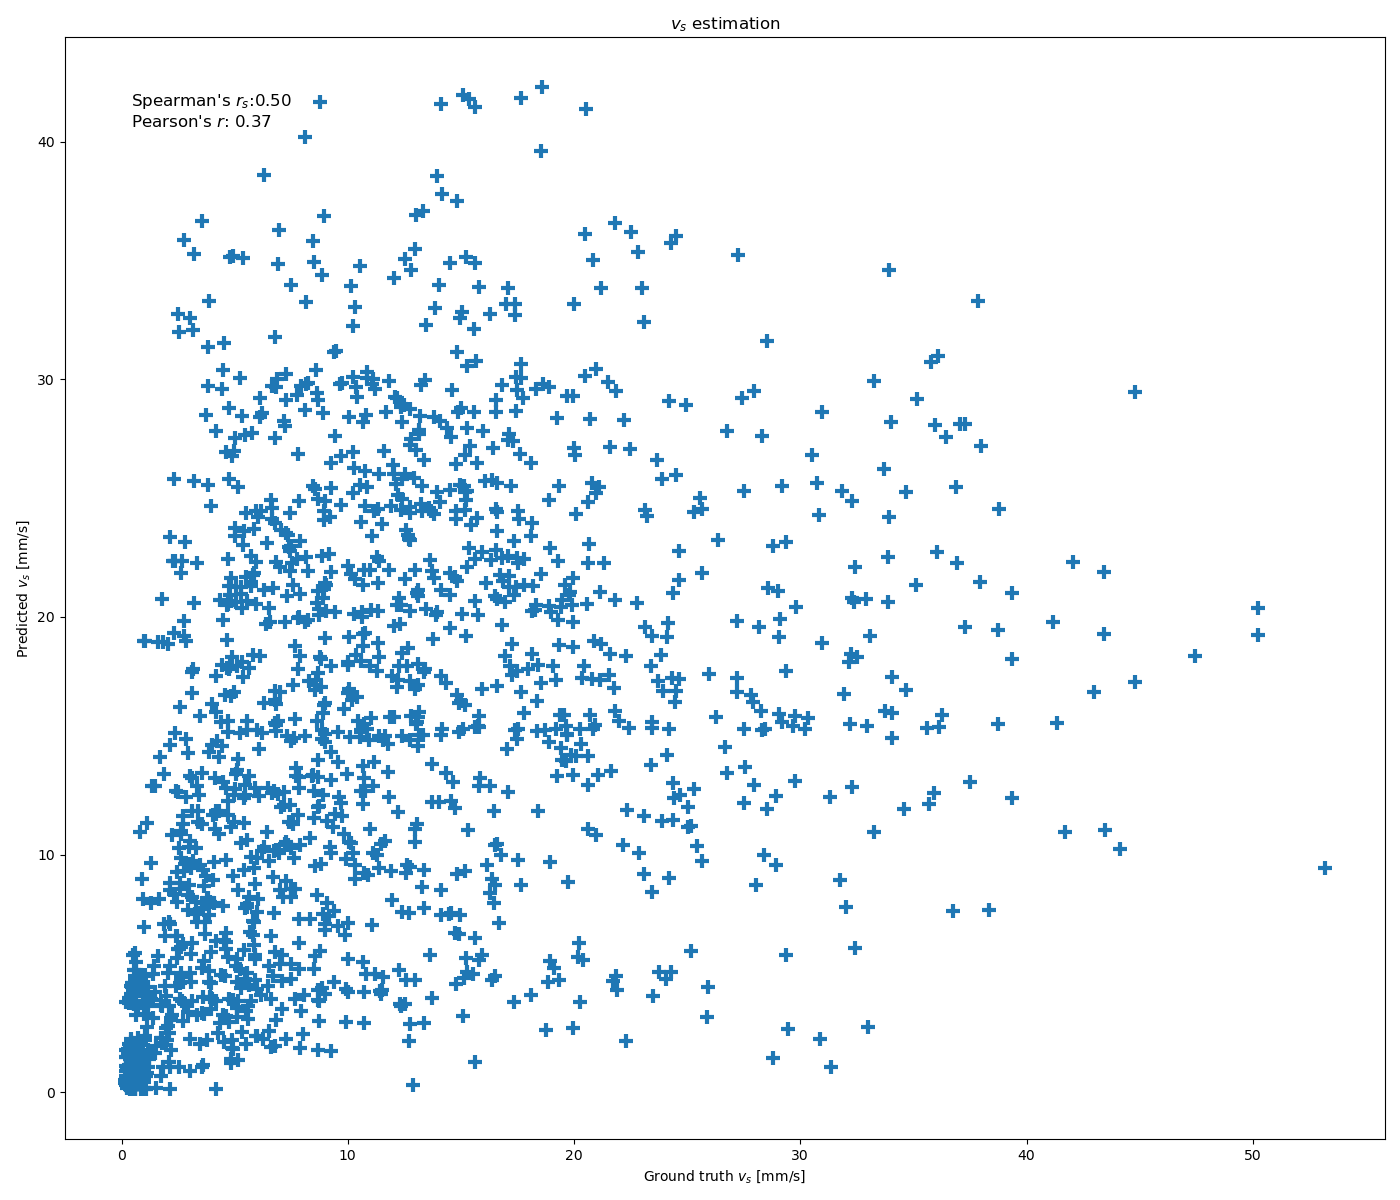 v_s estimation
Spearman's r_s:0.50
Pearson's r: 0.37
40
30
20
10
0
Predicted v_s [mm/s]
0 10 20 30 40 50
Ground truth v_s [mm/s]